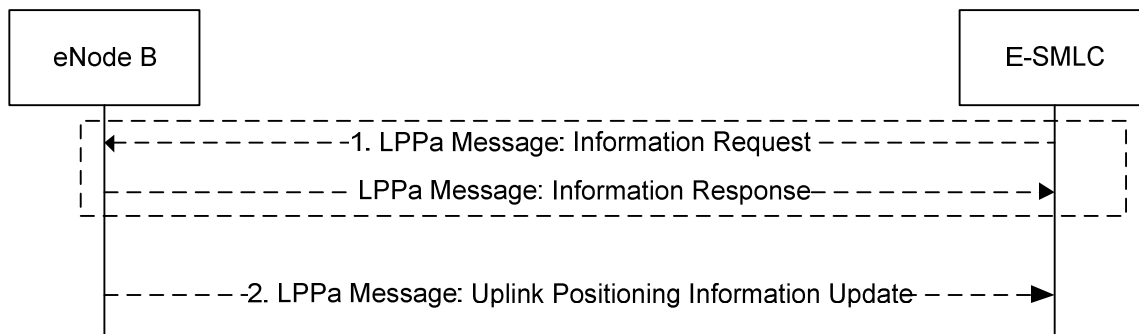 eNode B
E-SMLC
1. LPPa Message: Information Request
LPPa Message: Information Response
2. LPPa Message: Uplink Positioning Information Update